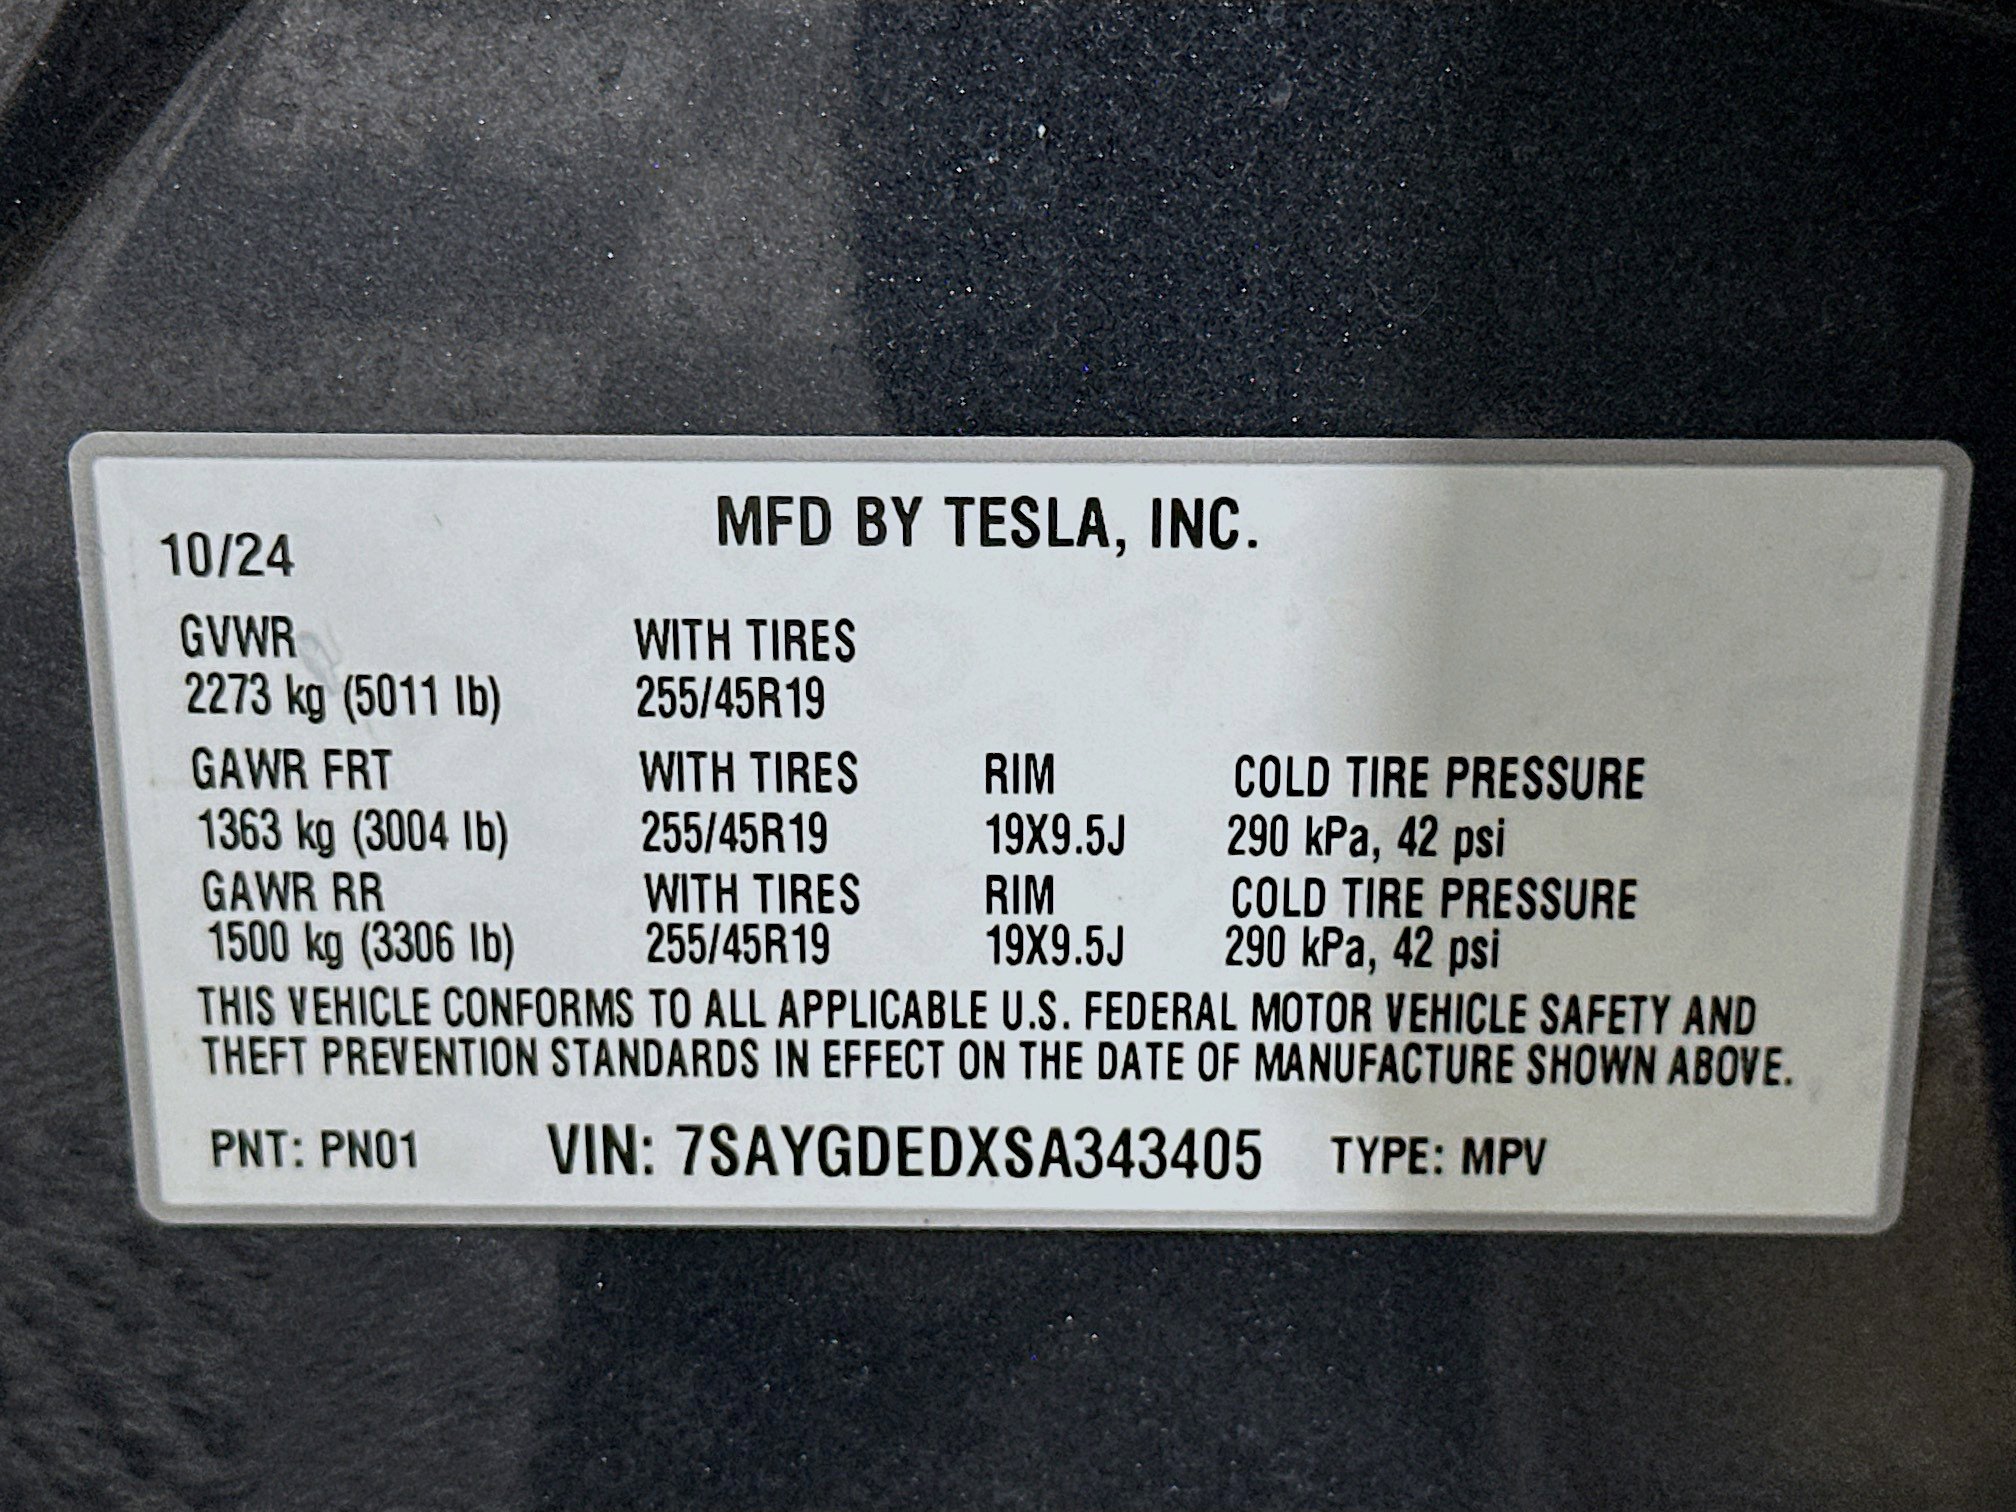 MFD BY TESLA, INC.
10/24
GVWR WITH TIRES
2273 kg (5011 lb) 255/45R19
GAWR FRT WITH TIRES RIM COLD TIRE PRESSURE
1363 kg (3004 lb) 255/45R19 19X9.5J 290 kPa, 42 psi
GAWR RR WITH TIRES RIM COLD TIRE PRESSURE
1500 kg (3306 lb) 255/45R19 19X9.5J 290 kPa, 42 psi
THIS VEHICLE CONFORMS TO ALL APPLICABLE U.S. FEDERAL MOTOR VEHICLE SAFETY AND
THEFT PREVENTION STANDARDS IN EFFECT ON THE DATE OF MANUFACTURE SHOWN ABOVE.
PNT: PN01 VIN: 7SAYGDEDXSA343405 TYPE: MPV